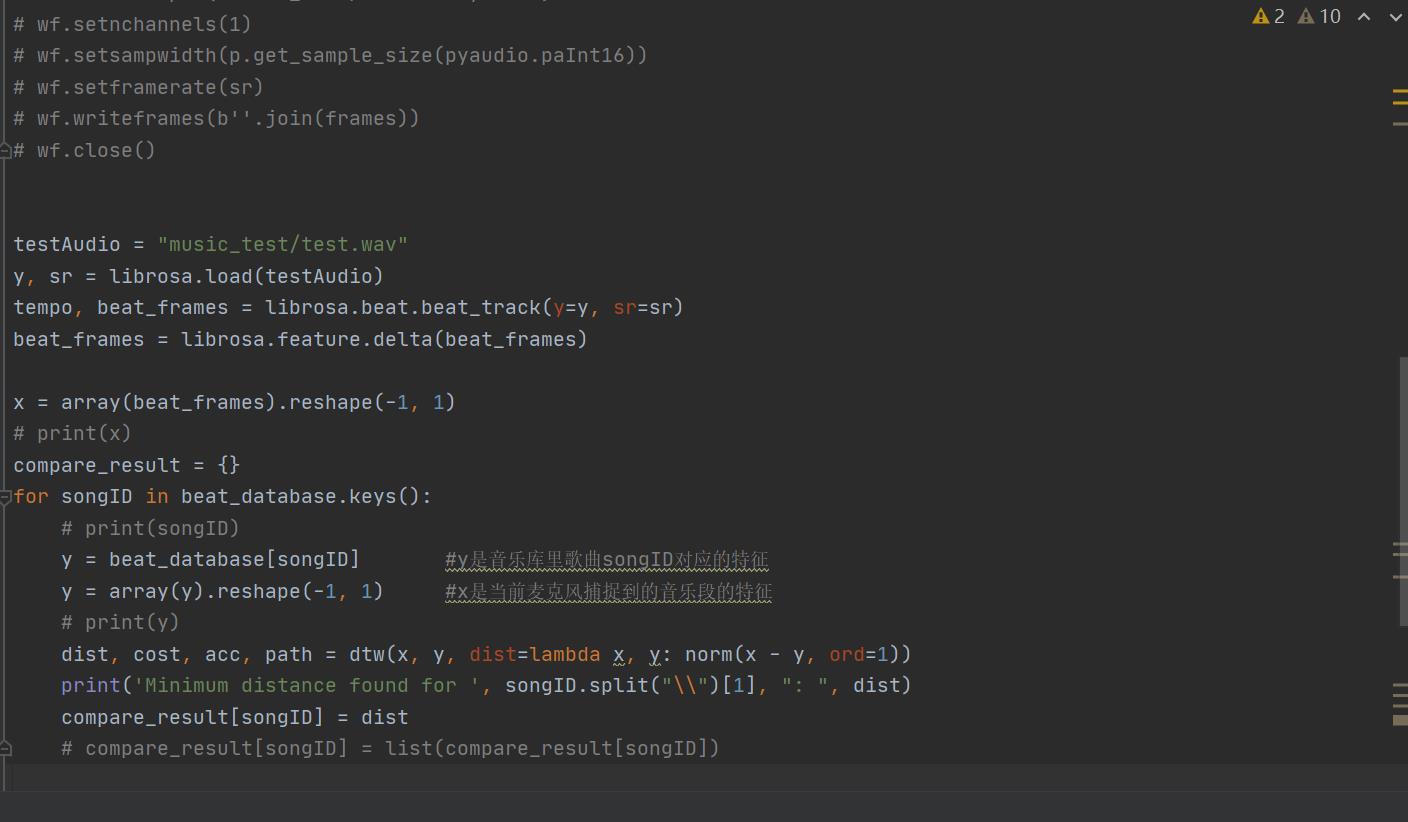 2 10
# wf.setnchannels(1)
# wf.setsampwidth(p.get_sample_size(pyaudio.paInt16))
# wf.setframerate(sr)
# wf.writeframes(b''.join(frames))
# wf.close()
testAudio = "music_test/test.wav"
y, sr = librosa.load(testAudio)
tempo, beat_frames = librosa.beat.beat_track(y=y, sr=sr)
beat_frames = librosa.feature.delta(beat_frames)
x = array(beat_frames).reshape(-1, 1)
# print(x)
compare_result = {}
for songID in beat_database.keys():
    # print(songID)
    y = beat_database[songID]       #y是音乐库里歌曲songID对应的特征
    y = array(y).reshape(-1, 1)     #x是当前麦克风捕捉到的音乐段的特征
    # print(y)
    dist, cost, acc, path = dtw(x, y, dist=lambda x, y: norm(x - y, ord=1))
    print('Minimum distance found for ', songID.split("\\")[1], ": ", dist)
    compare_result[songID] = dist
    # compare_result[songID] = list(compare_result[songID])